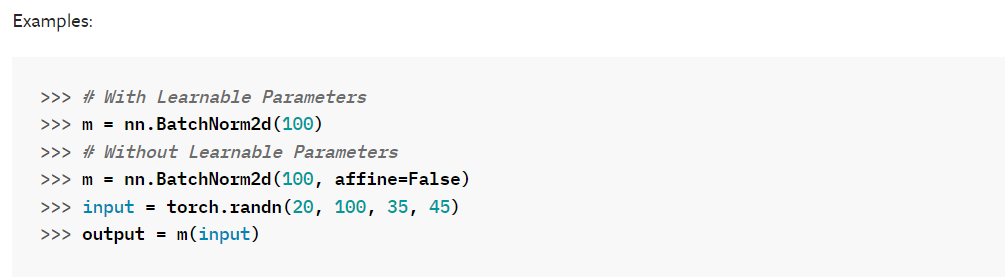 Examples:
>>> # With Learnable Parameters
>>> m = nn.BatchNorm2d(100)
>>> # Without Learnable Parameters
>>> m = nn.BatchNorm2d(100, affine=False)
>>> input = torch.randn(20, 100, 35, 45)
>>> output = m(input)